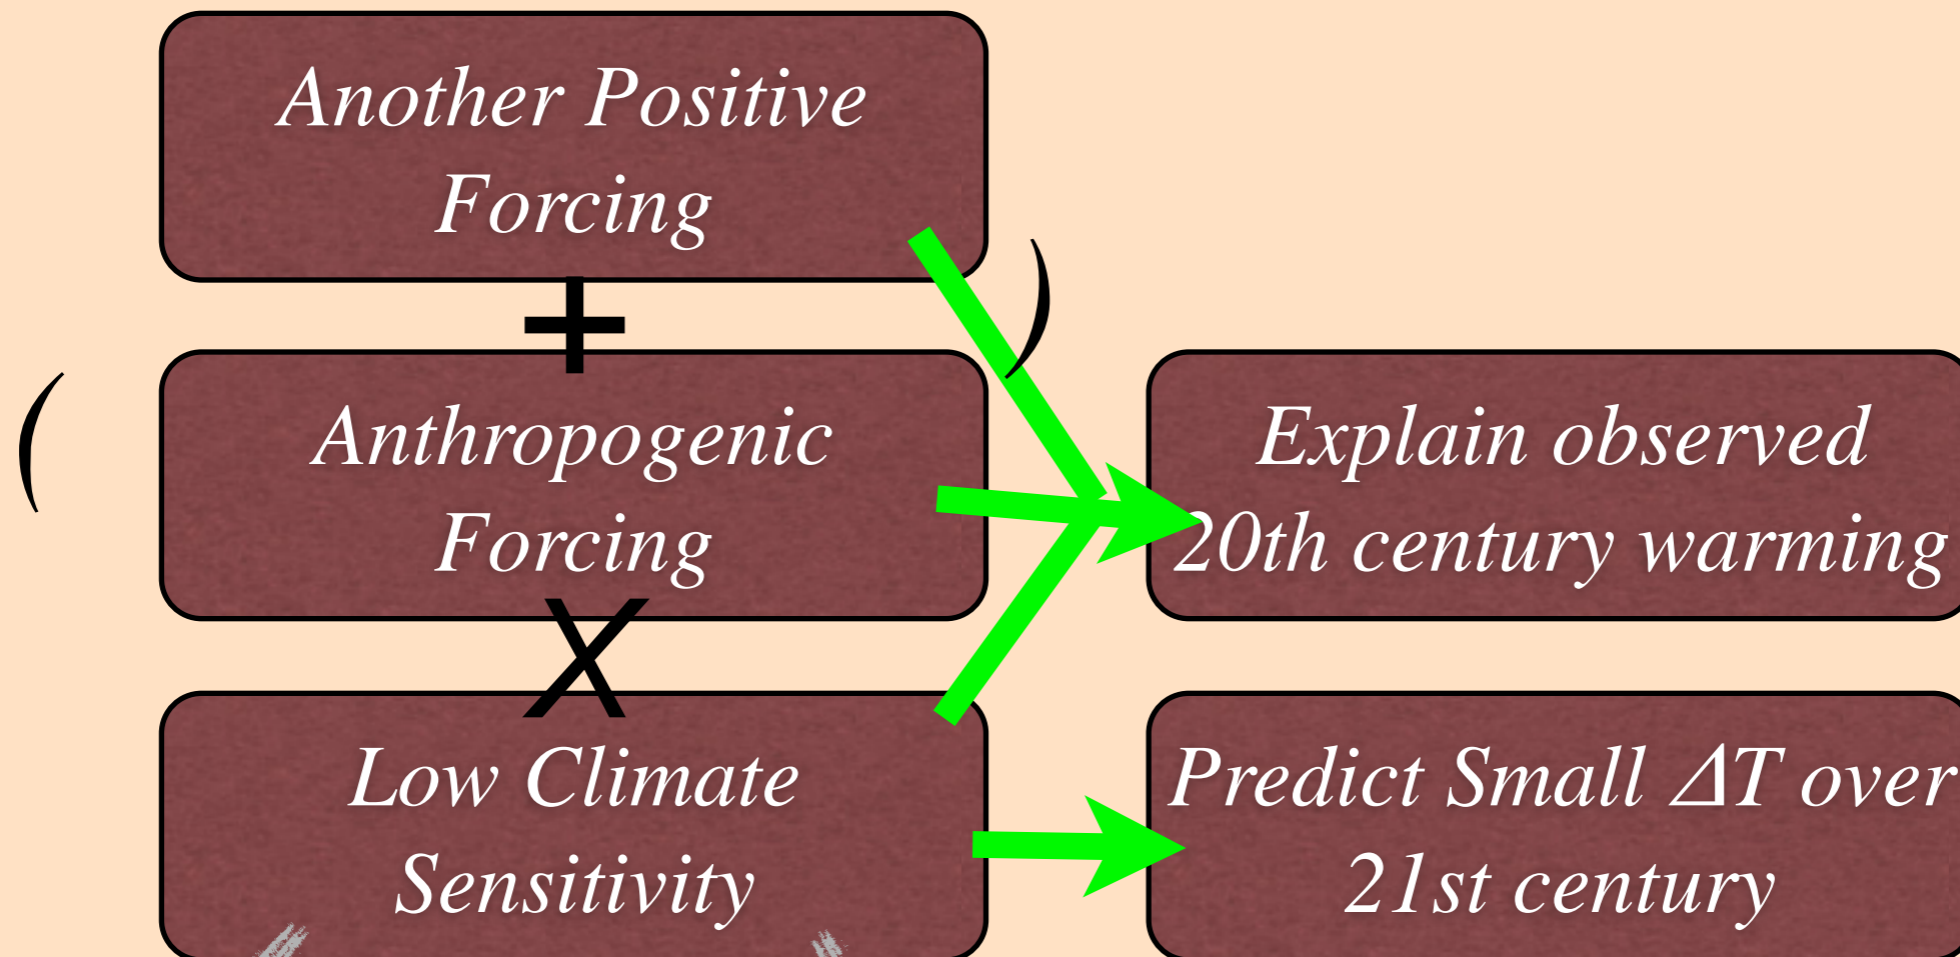 Another Positive
Forcing
+
)
(
Anthropogenic
Forcing
X
Low Climate
Sensitivity
Explain observed
20th century warming
Predict Small ΔT over
21st century